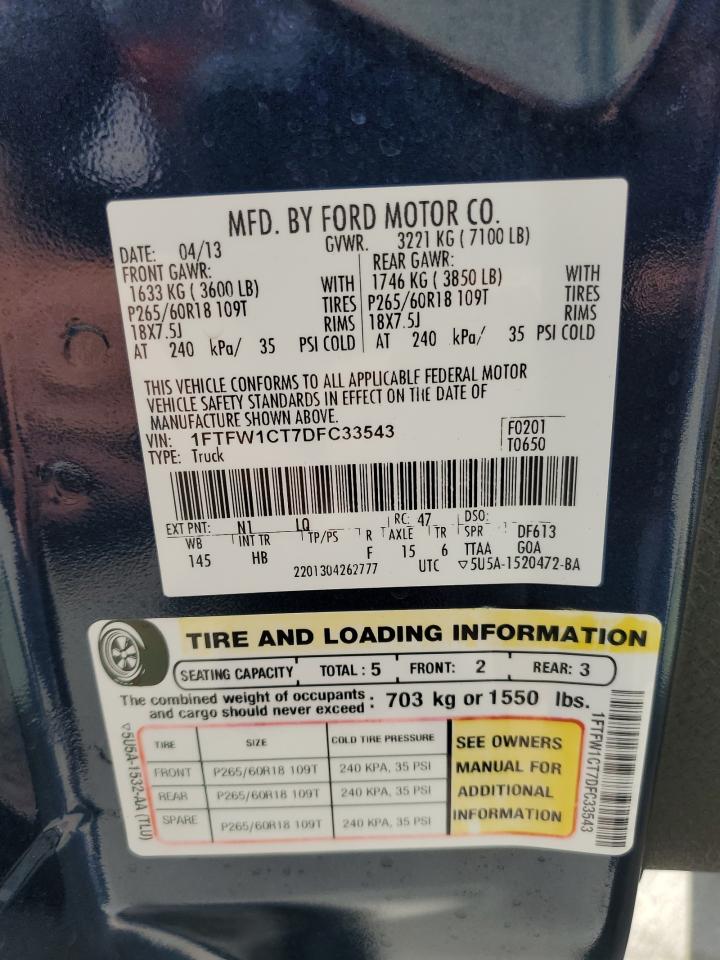 MFD. BY FORD MOTOR CO.
DATE: 04/13 GVWR. 3221 KG ( 7100 LB)
FRONT GAWR: REAR GAWR:
1633 KG ( 3600 LB) WITH 1746 KG ( 3850 LB) WITH
P265/60R18 109T TIRES P265/60R18 109T TIRES
18X7.5J RIMS 18X7.5J RIMS
AT 240 kPa/ 35 PSI COLD AT 240 kPa/ 35 PSI COLD
THIS VEHICLE CONFORMS TO ALL APPLICABLE FEDERAL MOTOR
VEHICLE SAFETY STANDARDS IN EFFECT ON THE DATE OF
MANUFACTURE SHOWN ABOVE.
VIN: 1FTFW1CT7DFC33543 F0201
TYPE: Truck T0650
EXT PNT: N1 LQ RC: 47 DSO:
WB INT TR TP/PS R AXLE TR SPR DF613
145 HB F 15 6 TTAA GOA
2201304262777 UTC ▽5U5A-1520472-BA
TIRE AND LOADING INFORMATION
SEATING CAPACITY TOTAL : 5 FRONT: 2 REAR: 3
The combined weight of occupants
and cargo should never exceed : 703 kg or 1550 lbs.
TIRE SIZE COLD TIRE PRESSURE
FRONT P265/60R18 109T 240 KPA, 35 PSI
REAR P265/60R18 109T 240 KPA, 35 PSI
SPARE P265/60R18 109T 240 KPA, 35 PSI
SEE OWNERS
MANUAL FOR
ADDITIONAL
INFORMATION
▽5U5A-1532-AA (TLU)
1FTFW1CT7DFC33543